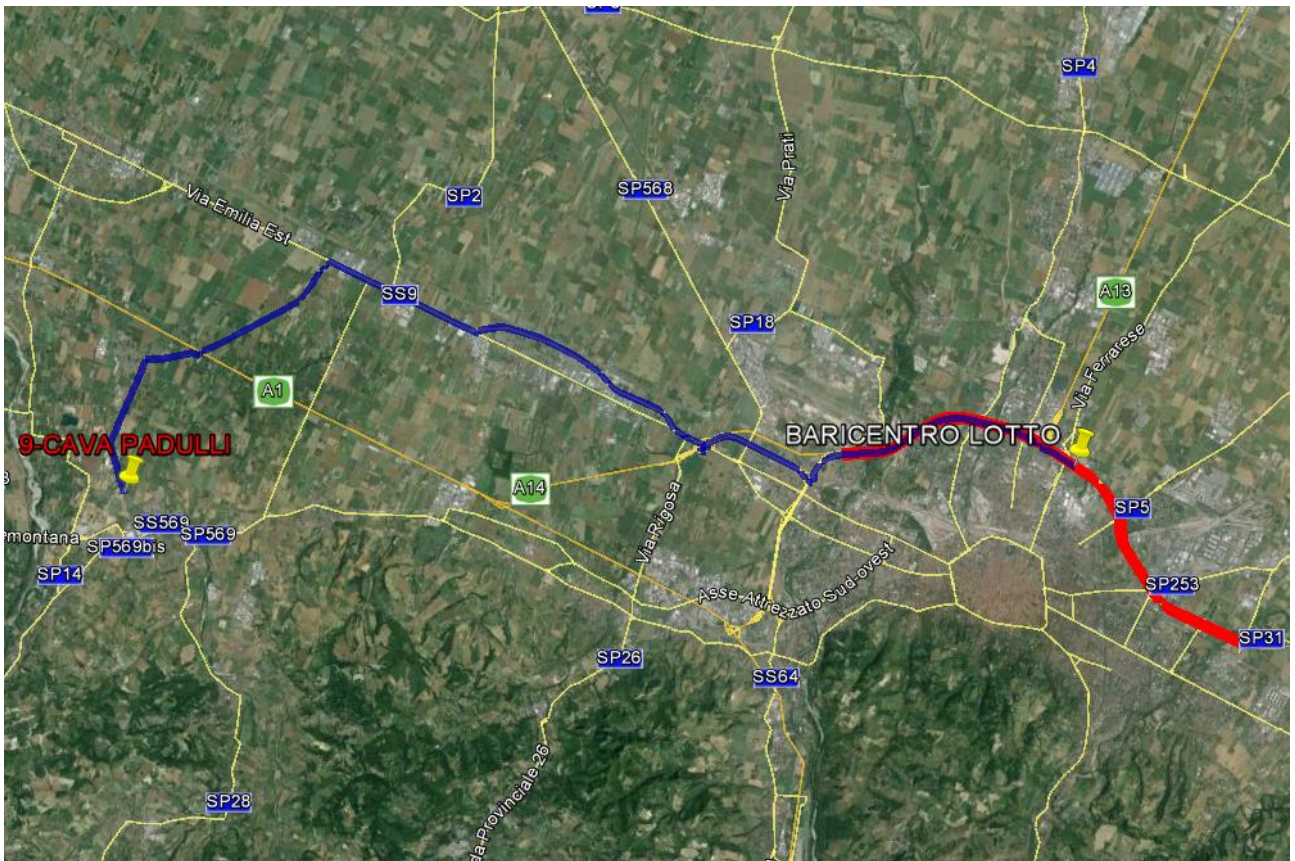 SP4
Via Prati
SP568
SP2
Via Emilia Est
A13
SS9
SP18
Via Ferrarese
A1
9-CAVA PADULLI
BARICENTRO LOTTO
A14
SP5
SS569
SP569
emontana
SP569bis
Via Rigosa
SP14
Asse Attrezzato Sud-ovest
SP253
SP31
SP26
SS64
da Provinciale 26
SP28